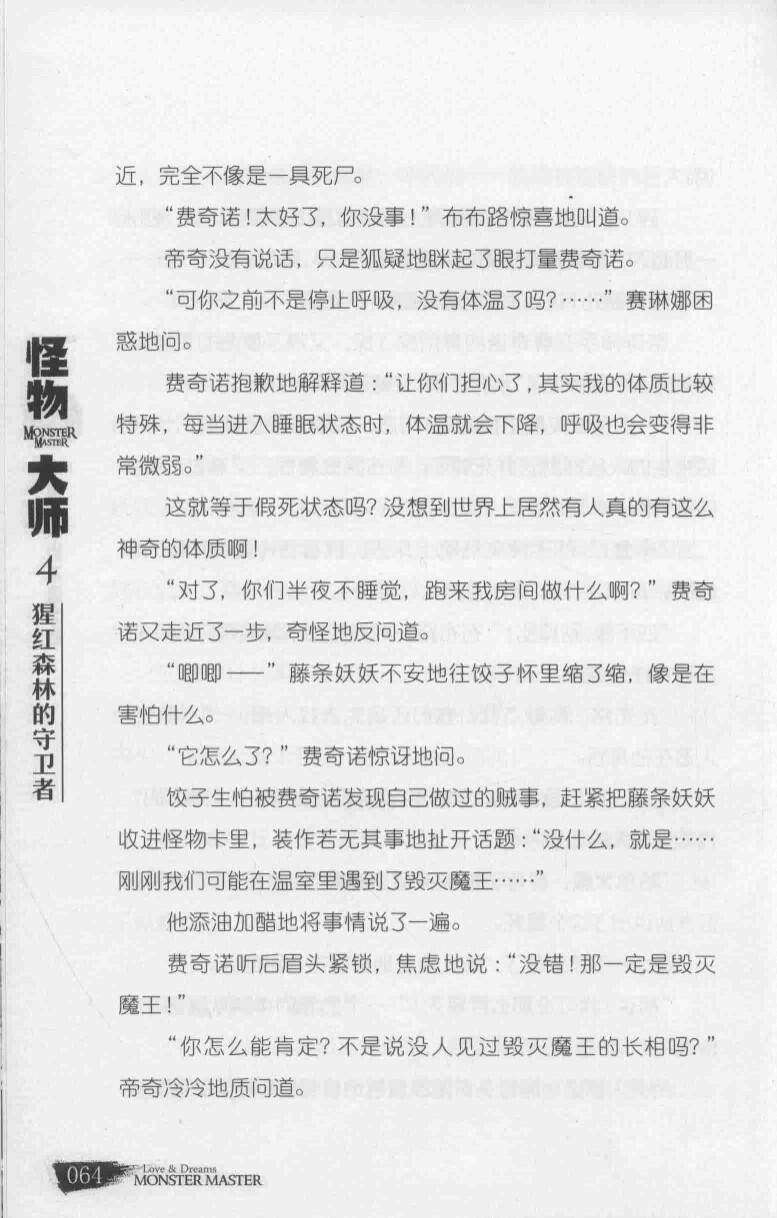 近，完全不像是一具死尸。
“费奇诺！太好了，你没事！”布布路惊喜地叫道。
帝奇没有说话，只是狐疑地眯起了眼打量费奇诺。
“可你之前不是停止呼吸，没有体温了吗？……”赛琳娜困
惑地问。
费奇诺抱歉地解释道：“让你们担心了，其实我的体质比较
特殊，每当进入睡眠状态时，体温就会下降，呼吸也会变得非
常微弱。”
这就等于假死状态吗？没想到世界上居然有人真的有这么
神奇的体质啊！
“对了，你们半夜不睡觉，跑来我房间做什么啊？”费奇
诺又走近了一步，奇怪地反问道。
“唧唧——”藤条妖妖不安地往饺子怀里缩了缩，像是在
害怕什么。
“它怎么了？”费奇诺惊讶地问。
饺子生怕被费奇诺发现自己做过的贼事，赶紧把藤条妖妖
收进怪物卡里，装作若无其事地扯开话题：“没什么，就是……
刚刚我们可能在温室里遇到了毁灭魔王……”
他添油加醋地将事情说了一遍。
费奇诺听后眉头紧锁，焦虑地说：“没错！那一定是毁灭
魔王！”
“你怎么能肯定？不是说没人见过毁灭魔王的长相吗？”
帝奇冷冷地质问道。
怪物
MONSTER
MASTER
大师
4
猩红森林的守卫者
064
Love & Dreams
MONSTER MASTER